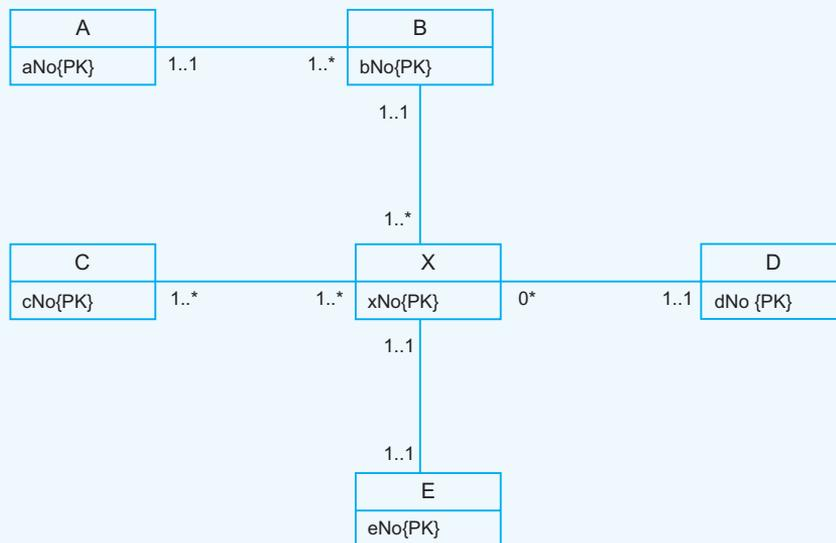 A
B
aNo{PK}
1..1
1..*
bNo{PK}
1..1
1..*
C
X
D
cNo{PK}
1..*
1..*
xNo{PK}
0*
1..1
dNo {PK}
1..1
1..1
E
eNo{PK}